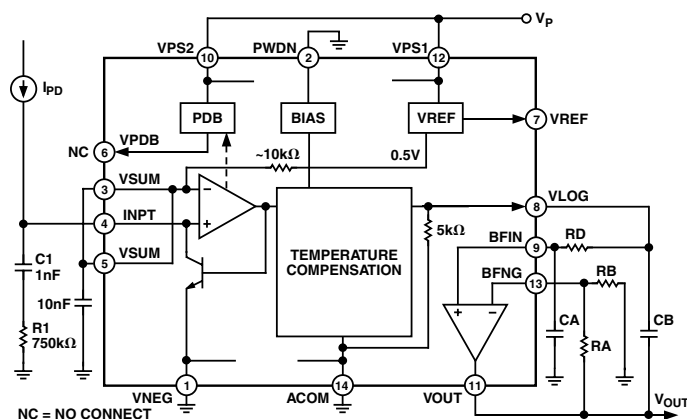 VP
VPS2 PWDN VPS1
10 2 12
IPD
PDB BIAS VREF
7 VREF
VPDB
NC 6
~10kΩ 0.5V
VSUM
3
−
8 VLOG
INPT
4
+
5kΩ
BFIN
9 RD
VSUM
5
TEMPERATURE
COMPENSATION
C1
1nF
BFNG
13 RB
10nF
+ −
CA CB
R1
750kΩ
RA
VNEG 1
ACOM 14
VOUT 11
VOUT
NC = NO CONNECT